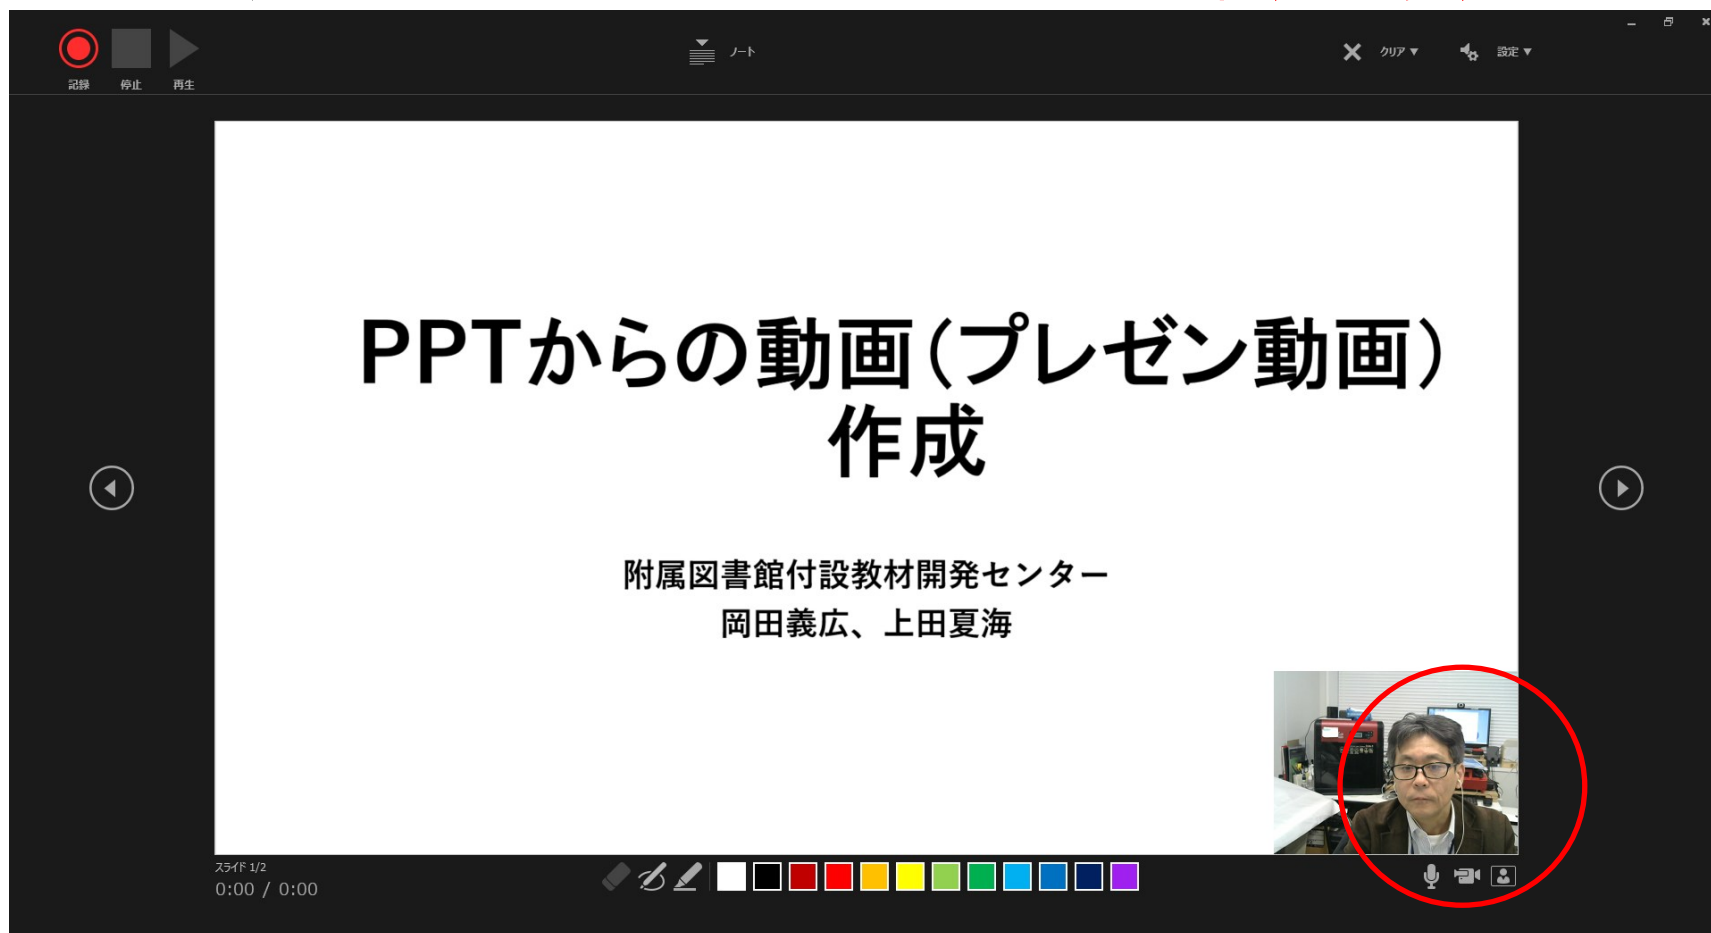 記録
停止
再生
ノート
クリア
設定
PPTからの動画(プレゼン動画)
作成
附属図書館付設教材開発センター
岡田義広、上田夏海
スライド 1/2
0:00 / 0:00